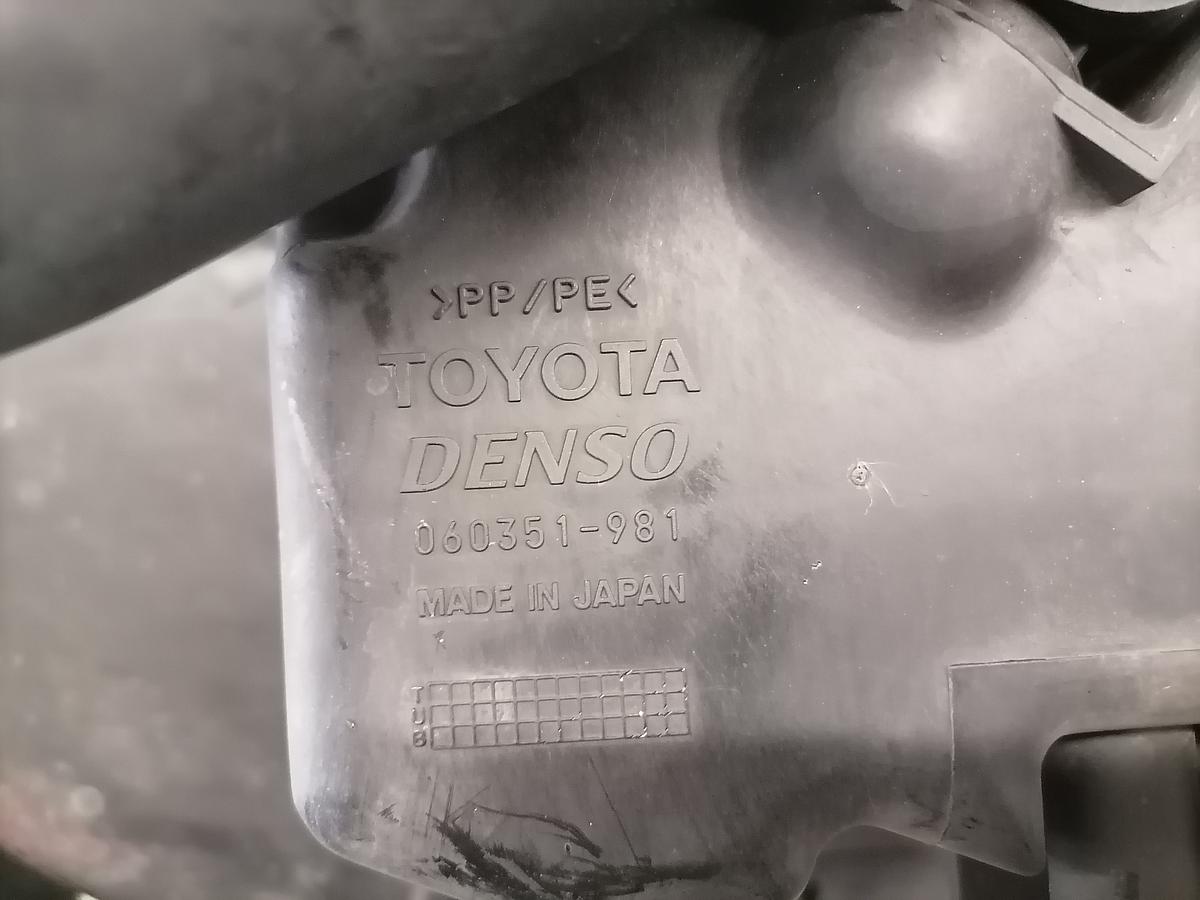 >PP/PE<
TOYOTA
DENSO
060351-981
MADE IN JAPAN
T
U
B